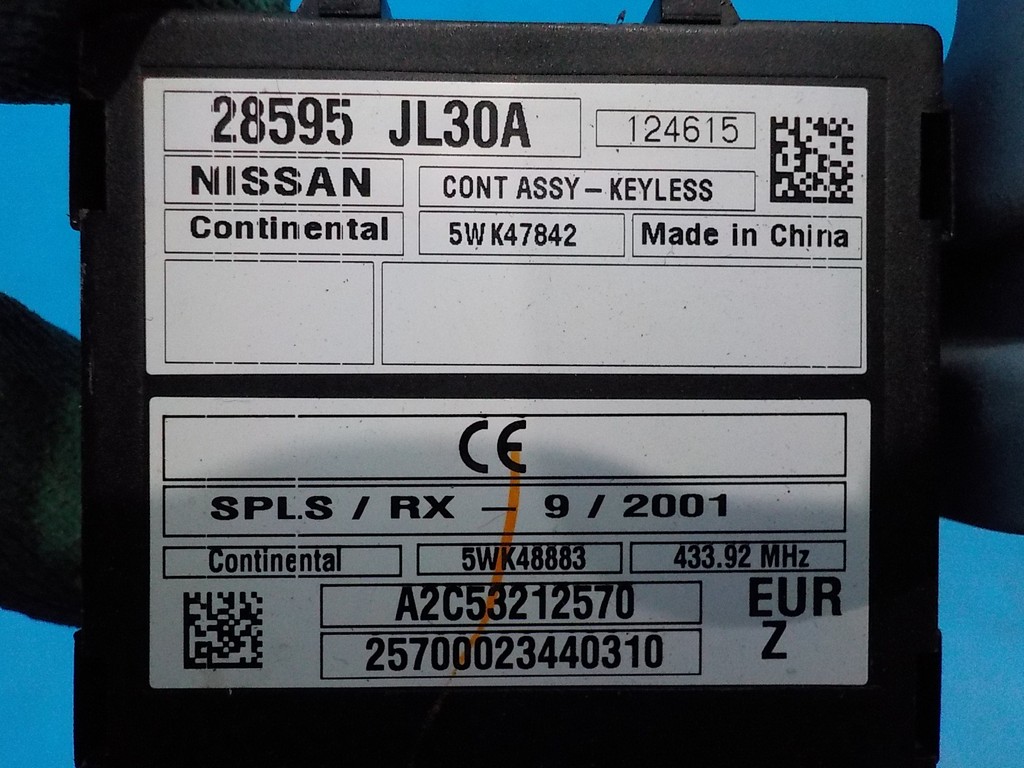 28595 JL30A 124615
NISSAN CONT ASSY-KEYLESS
Continental 5WK47842 Made in China
CE
SPLS / RX - 9 / 2001
Continental 5WK48883 433.92 MHz
A2C53212570 EUR
25700023440310 Z